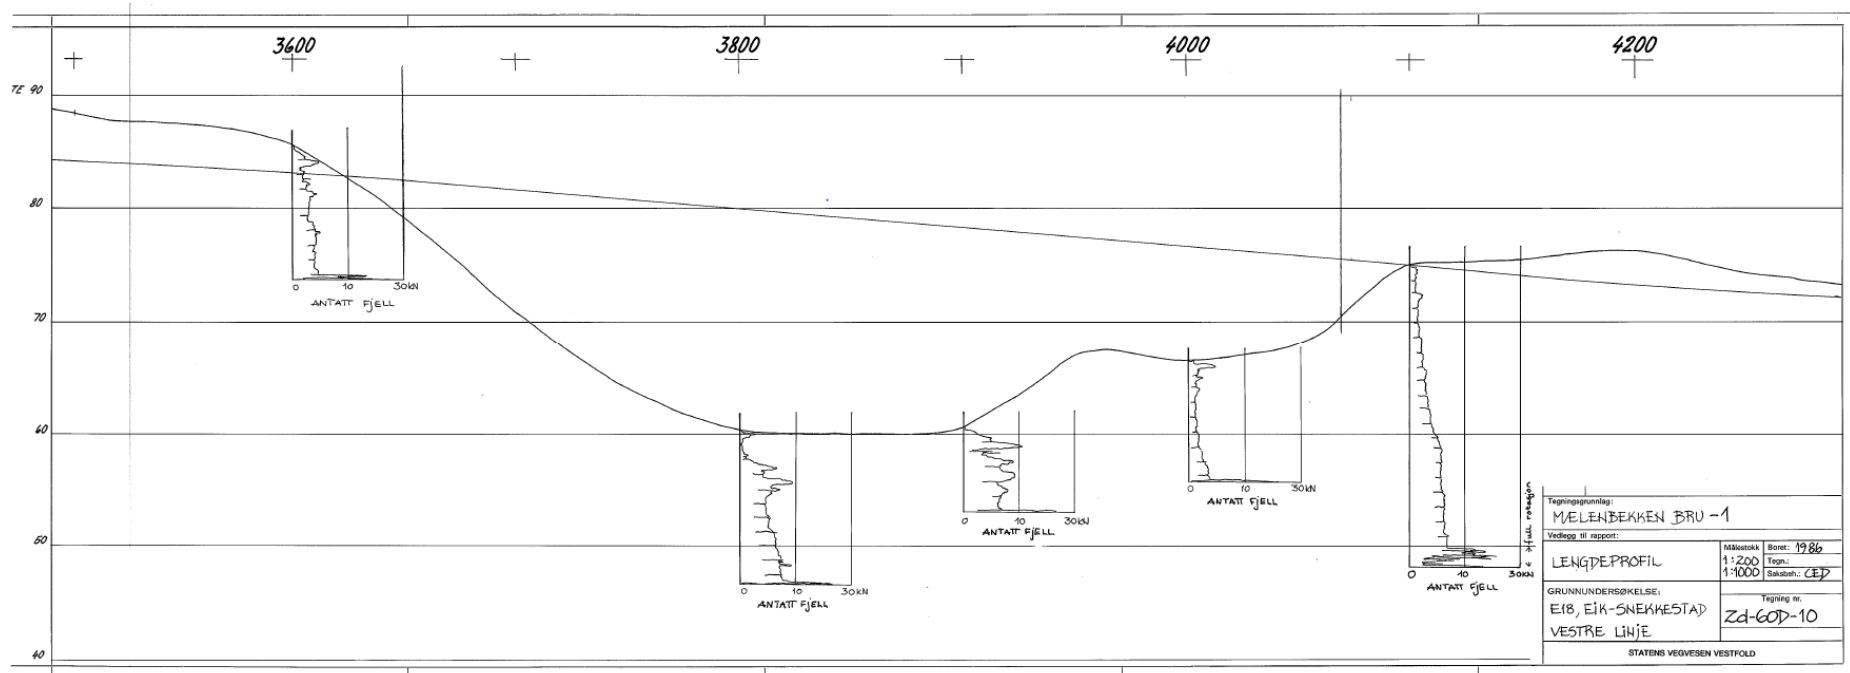 3600 3800 4000 4200
TE 90
80
70
60
50
40
0 10 30kN
ANTATT FJELL
0 10 30kN
ANTATT FJELL
0 10 30kN
ANTATT FJELL
0 10 30kN
ANTATT FJELL
0 10 30kN
ANTATT FJELL
full rotasjon
Tegningsgrunnlag:
MÆLENBEKKEN BRU -1
Vedlegg til rapport:
LENGDEPROFIL
Målestokk
1:200
1:1000
Boret: 1986
Tegn.:
Saksbeh.: CED
GRUNNUNDERSØKELSE:
E18, EIK-SNEKKESTAD
VESTRE LINJE
Tegning nr.
Zd-60D-10
STATENS VEGVESEN VESTFOLD